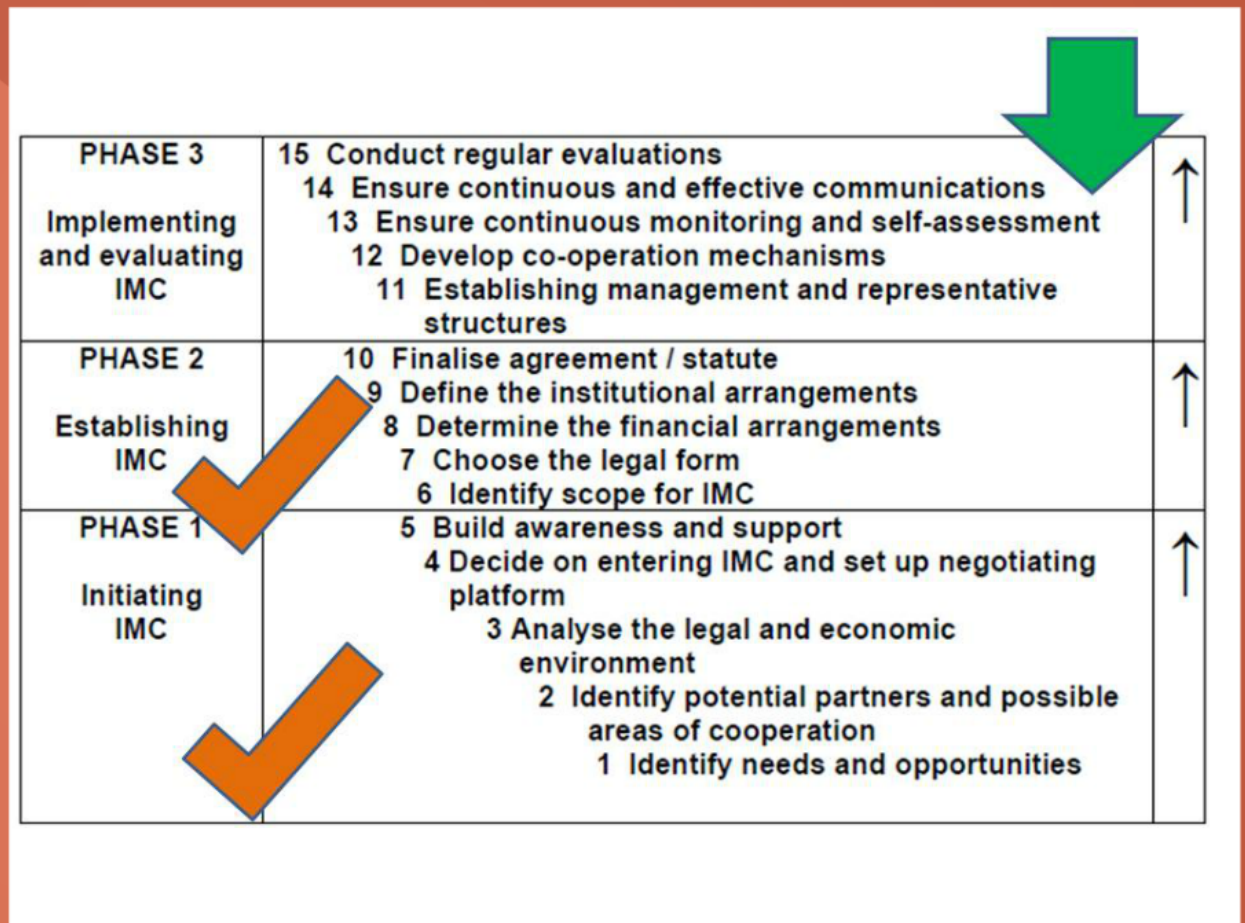 PHASE 3
Implementing
and evaluating
IMC
15 Conduct regular evaluations
14 Ensure continuous and effective communications
13 Ensure continuous monitoring and self-assessment
12 Develop co-operation mechanisms
11 Establishing management and representative
structures
PHASE 2
Establishing
IMC
10 Finalise agreement / statute
9 Define the institutional arrangements
8 Determine the financial arrangements
7 Choose the legal form
6 Identify scope for IMC
PHASE 1
Initiating
IMC
5 Build awareness and support
4 Decide on entering IMC and set up negotiating
platform
3 Analyse the legal and economic
environment
2 Identify potential partners and possible
areas of cooperation
1 Identify needs and opportunities